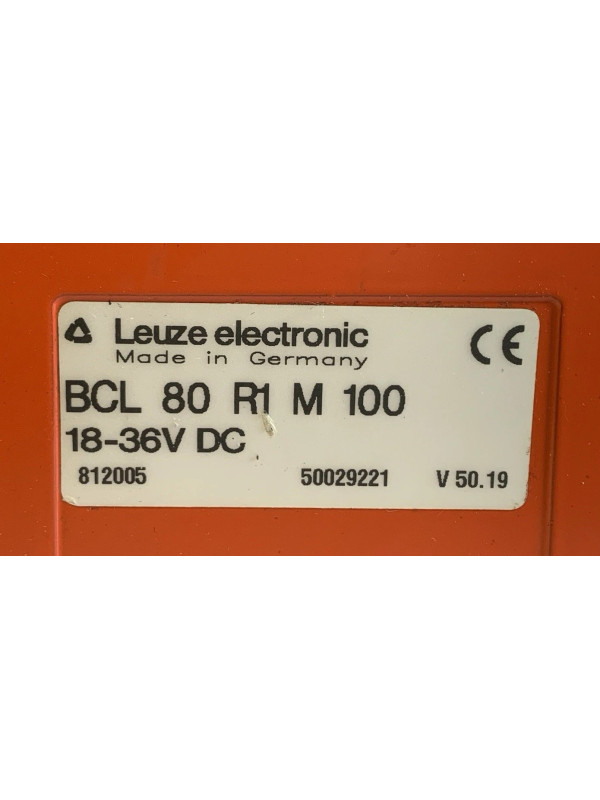 Leuze electronic CE
Made in Germany
BCL 80 R1 M 100
18-36V DC
812005 50029221 V 50.19